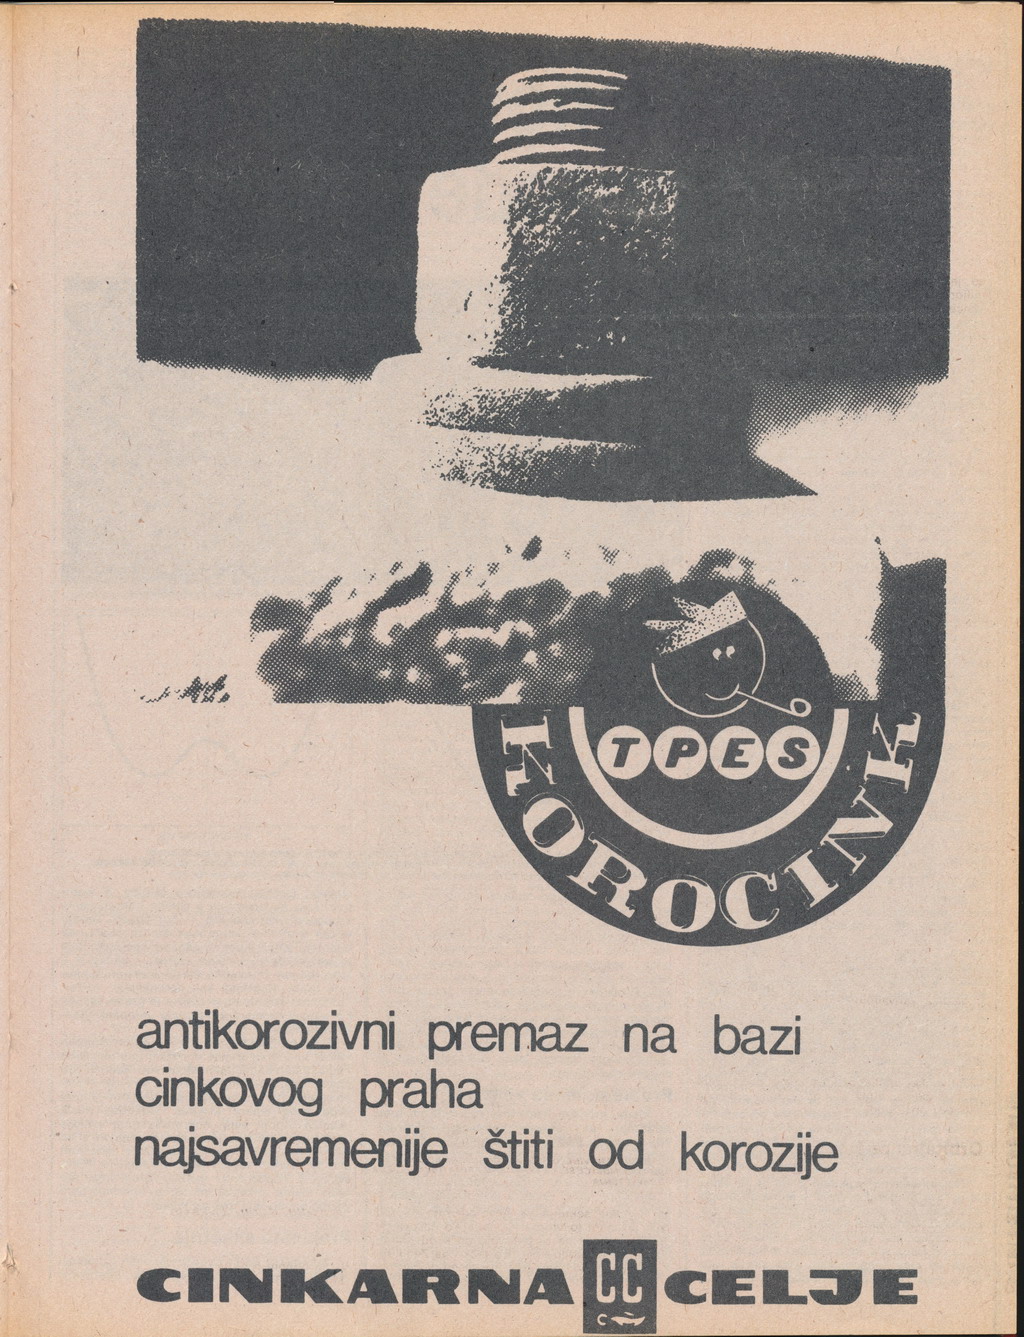 TPES
KOROCINK
antikorozivni premaz na bazi
cinkovog praha
najsavremenije štiti od korozije
CINKARNA CC CELJE